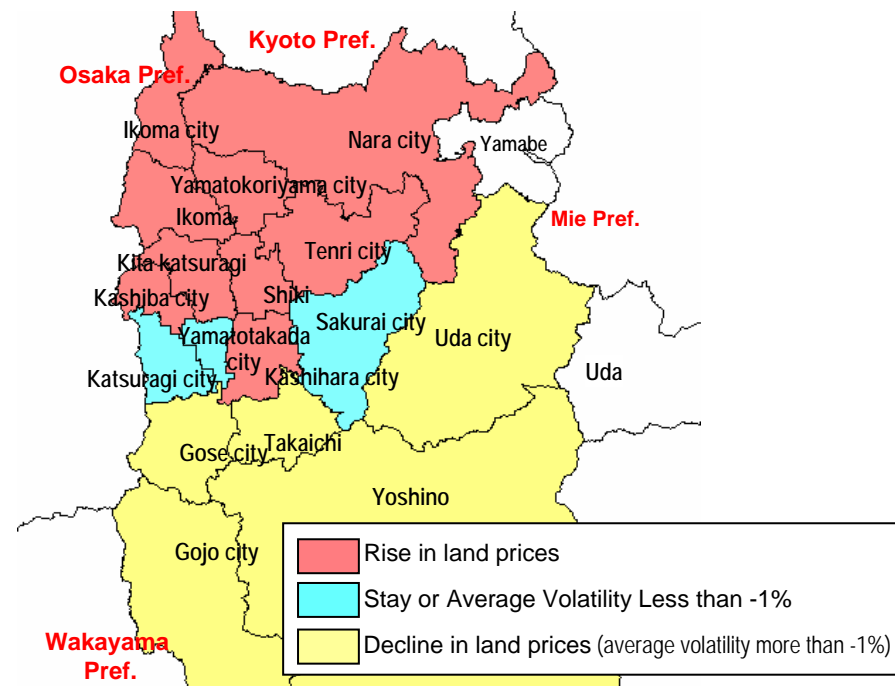 Kyoto Pref.
Osaka Pref.
Ikoma city
Nara city
Yamabe
Yamatokoriyama city
Ikoma
Mie Pref.
Tenri city
Kita katsuragi
Kashiba city
Shiki
Sakurai city
Yamatotakada
city
Uda city
Katsuragi city
Kashihara city
Uda
Gose city
Takaichi
Yoshino
Gojo city
Wakayama
Pref.
Rise in land prices
Stay or Average Volatility Less than -1%
Decline in land prices (average volatility more than -1%)